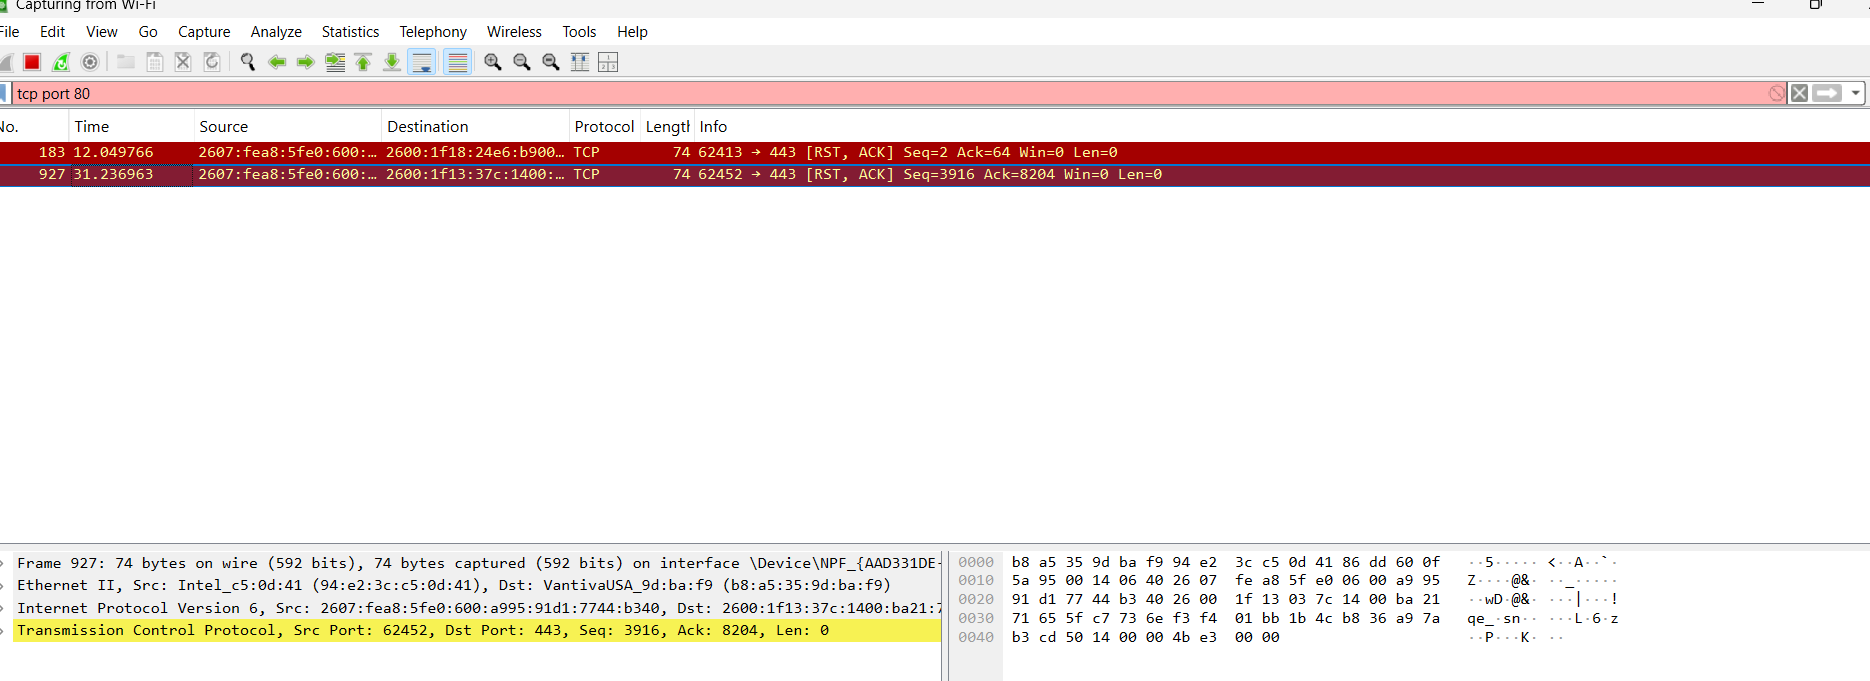 Capturing from Wi-Fi
File Edit View Go Capture Analyze Statistics Telephony Wireless Tools Help
tcp port 80
No. Time Source Destination Protocol Length Info
183 12.049766 2607:fea8:5fe0:600:… 2600:1f18:24e6:b900… TCP 74 62413 → 443 [RST, ACK] Seq=2 Ack=64 Win=0 Len=0
927 31.236963 2607:fea8:5fe0:600:… 2600:1f13:37c:1400:… TCP 74 62452 → 443 [RST, ACK] Seq=3916 Ack=8204 Win=0 Len=0
Frame 927: 74 bytes on wire (592 bits), 74 bytes captured (592 bits) on interface \Device\NPF_{AAD331DE-
Ethernet II, Src: Intel_c5:0d:41 (94:e2:3c:c5:0d:41), Dst: VantivaUSA_9d:ba:f9 (b8:a5:35:9d:ba:f9)
Internet Protocol Version 6, Src: 2607:fea8:5fe0:600:a995:91d1:7744:b340, Dst: 2600:1f13:37c:1400:ba21:7
Transmission Control Protocol, Src Port: 62452, Dst Port: 443, Seq: 3916, Ack: 8204, Len: 0
0000 b8 a5 35 9d ba f9 94 e2 3c c5 0d 41 86 dd 60 0f ··5····· <··A··`·
0010 5a 95 00 14 06 40 26 07 fe a8 5f e0 06 00 a9 95 Z····@&· ··_·····
0020 91 d1 77 44 b3 40 26 00 1f 13 03 7c 14 00 ba 21 ··wD·@&· ···|···!
0030 71 65 5f c7 73 6e f3 f4 01 bb 1b 4c b8 36 a9 7a qe_·sn·· ···L·6·z
0040 b3 cd 50 14 00 00 4b e3 00 00 ··P···K· ··